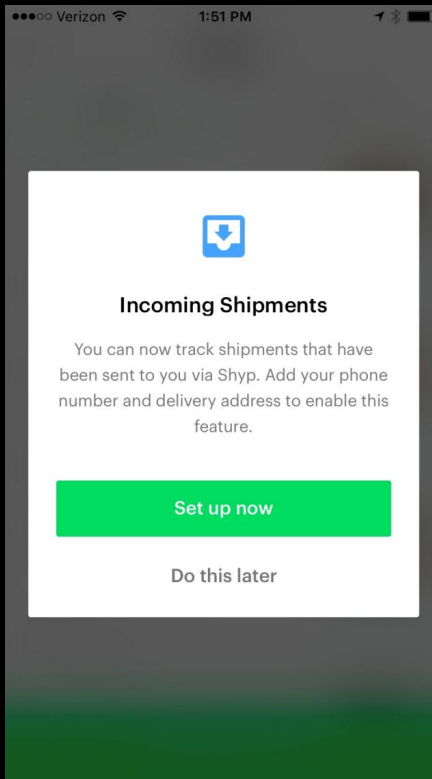 Verizon 1:51 PM
Incoming Shipments
You can now track shipments that have
been sent to you via Shyp. Add your phone
number and delivery address to enable this
feature.
Set up now
Do this later